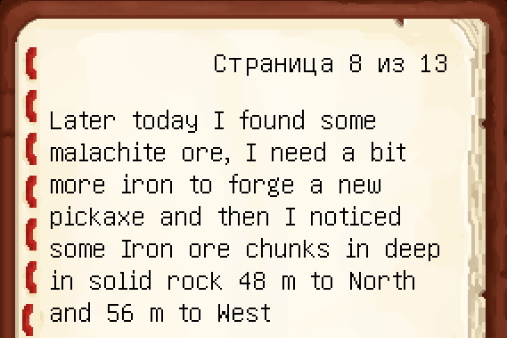 Страница 8 из 13
Later today I found some
malachite ore, I need a bit
more iron to forge a new
pickaxe and then I noticed
some Iron ore chunks in deep
in solid rock 48 m to North
and 56 m to West